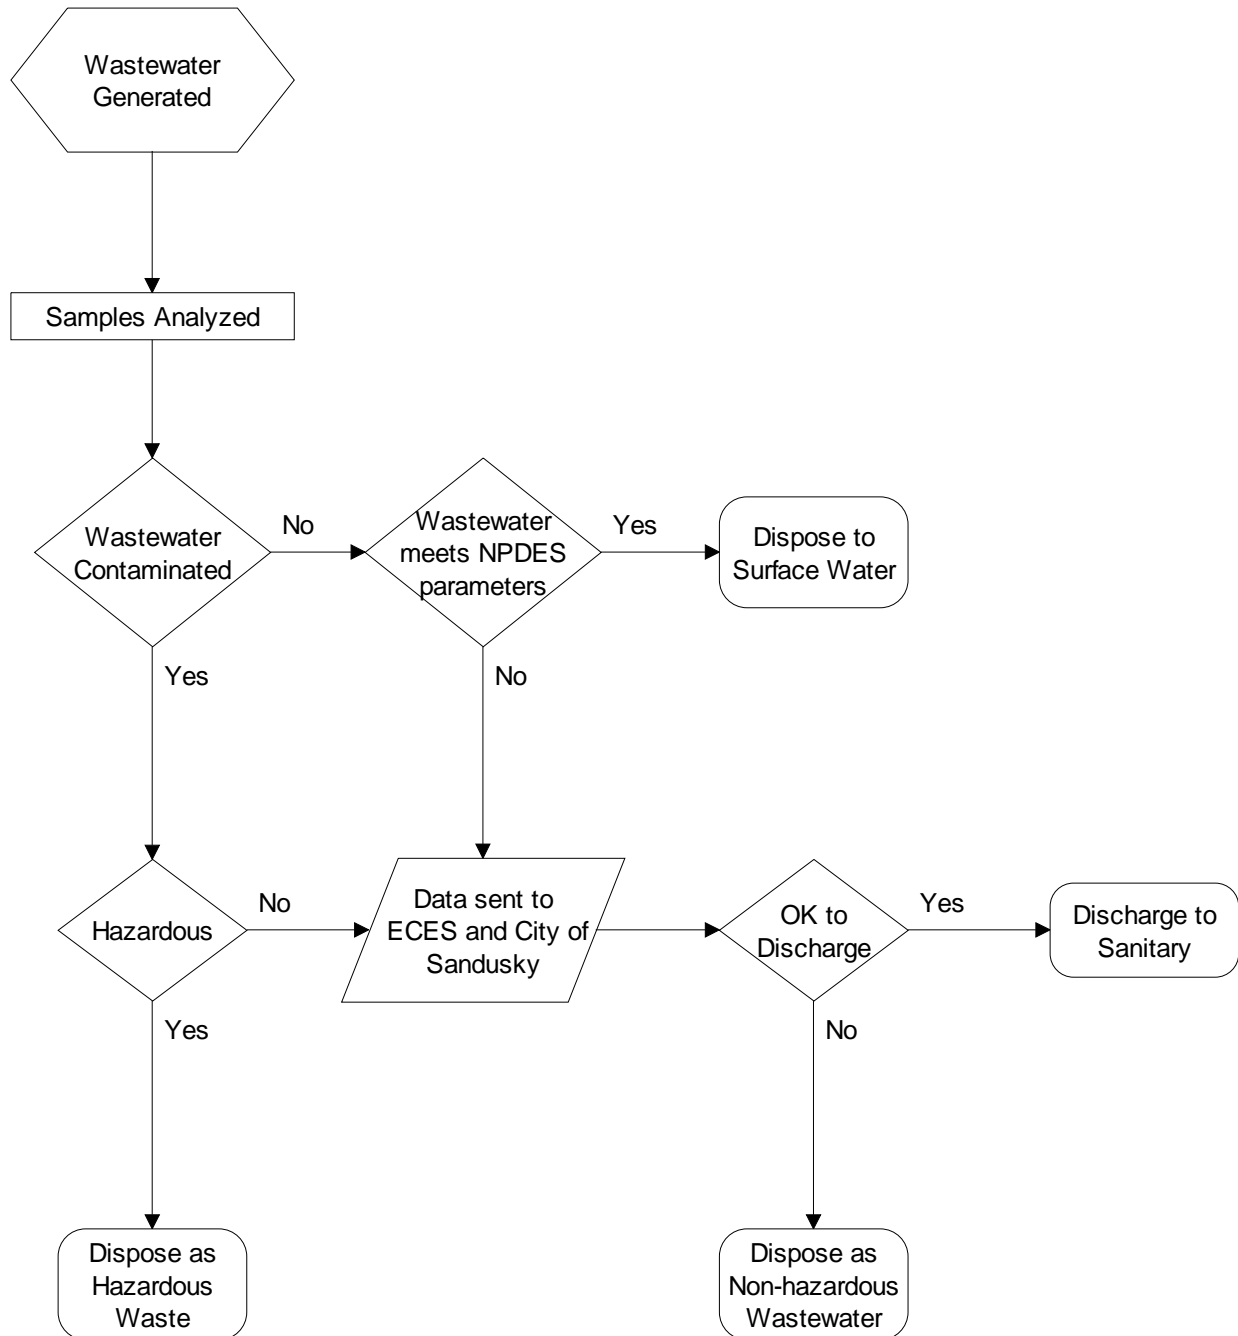 Wastewater
Generated
Samples Analyzed
Wastewater
Contaminated
No
Wastewater
meets NPDES
parameters
Yes
Dispose to
Surface Water
Yes
No
Hazardous
No
Data sent to
ECES and City of
Sandusky
OK to
Discharge
Yes
Discharge to
Sanitary
Yes
No
Dispose as
Hazardous
Waste
Dispose as
Non-hazardous
Wastewater